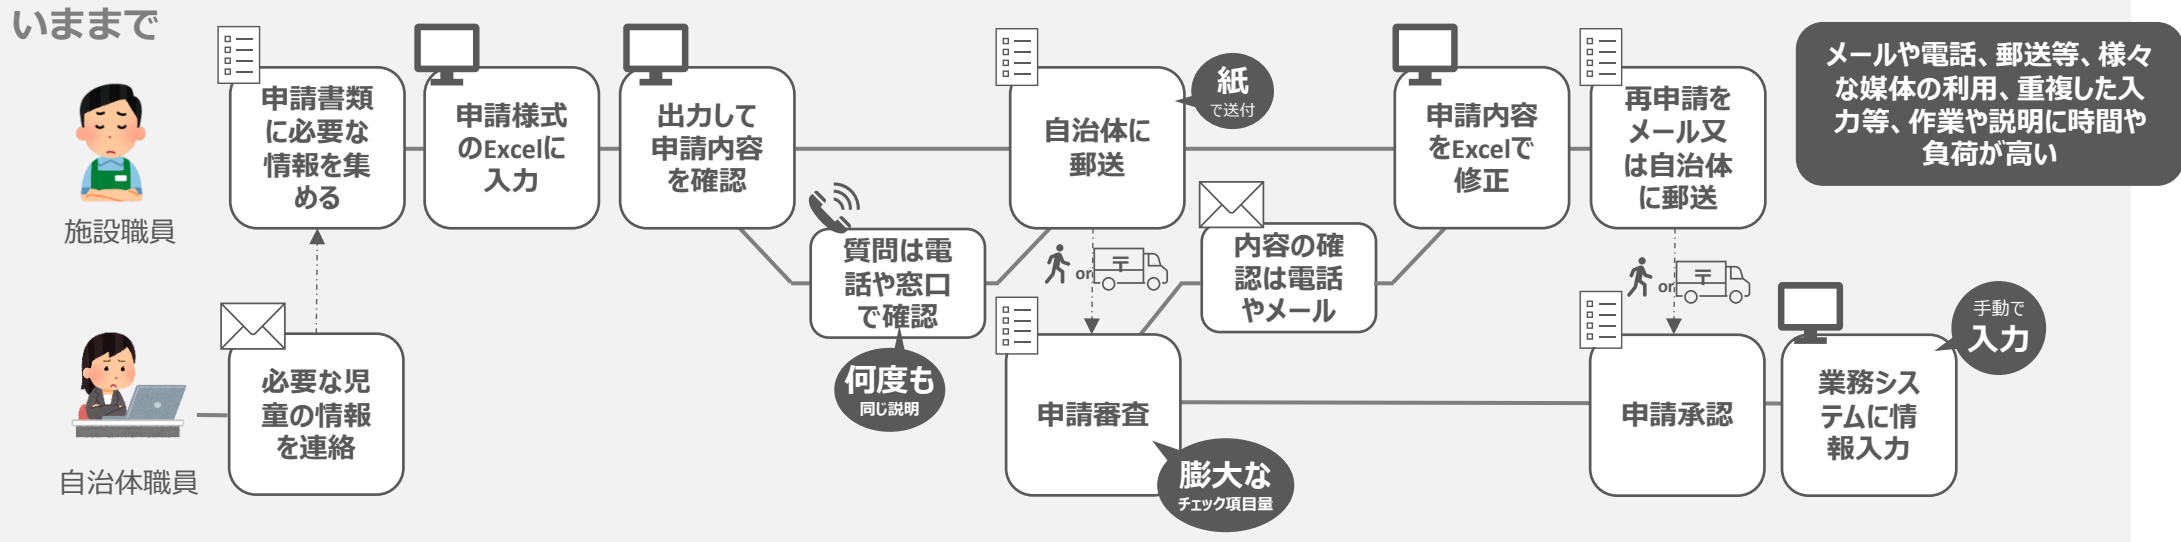 いままで
申請書類
に必要な
情報を集
める
申請様式
のExcelに
入力
出力して
申請内容
を確認
自治体に
郵送
紙
で送付
申請内容
をExcelで
修正
再申請を
メール又
は自治体
に郵送
メールや電話、郵送等、様々
な媒体の利用、重複した入
力等、作業や説明に時間や
負荷が高い
施設職員
質問は電
話や窓口
で確認
何度も
同じ説明
or
〒
内容の確
認は電話
やメール
or
〒
自治体職員
必要な児
童の情報
を連絡
申請審査
膨大な
チェック項目量
申請承認
業務シス
テムに情
報入力
手動で
入力